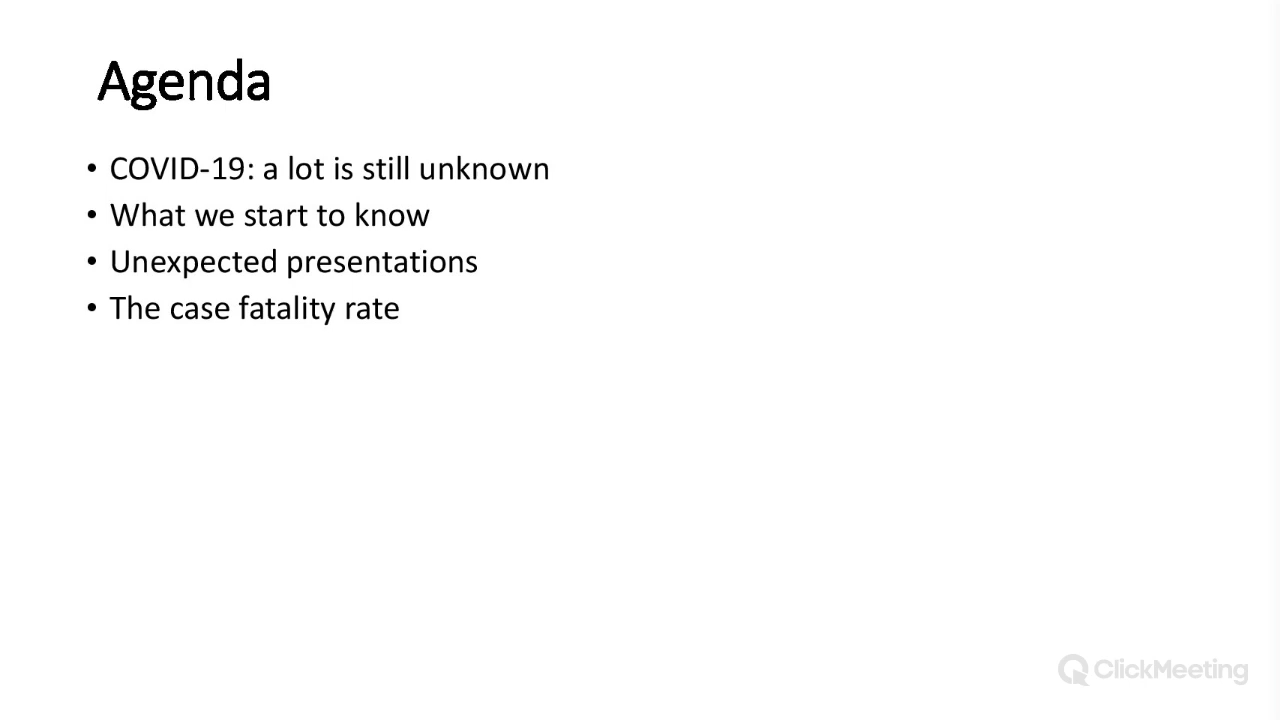 Agenda
• COVID-19: a lot is still unknown
• What we start to know
• Unexpected presentations
• The case fatality rate
ClickMeeting